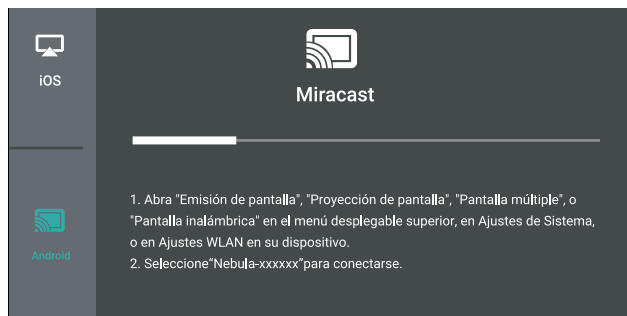 iOS
Miracast
1. Abra "Emisión de pantalla", "Proyección de pantalla", "Pantalla múltiple", o
"Pantalla inalámbrica" en el menú desplegable superior, en Ajustes de Sistema,
o en Ajustes WLAN en su dispositivo.
2. Seleccione“Nebula-xxxxxx”para conectarse.
Android